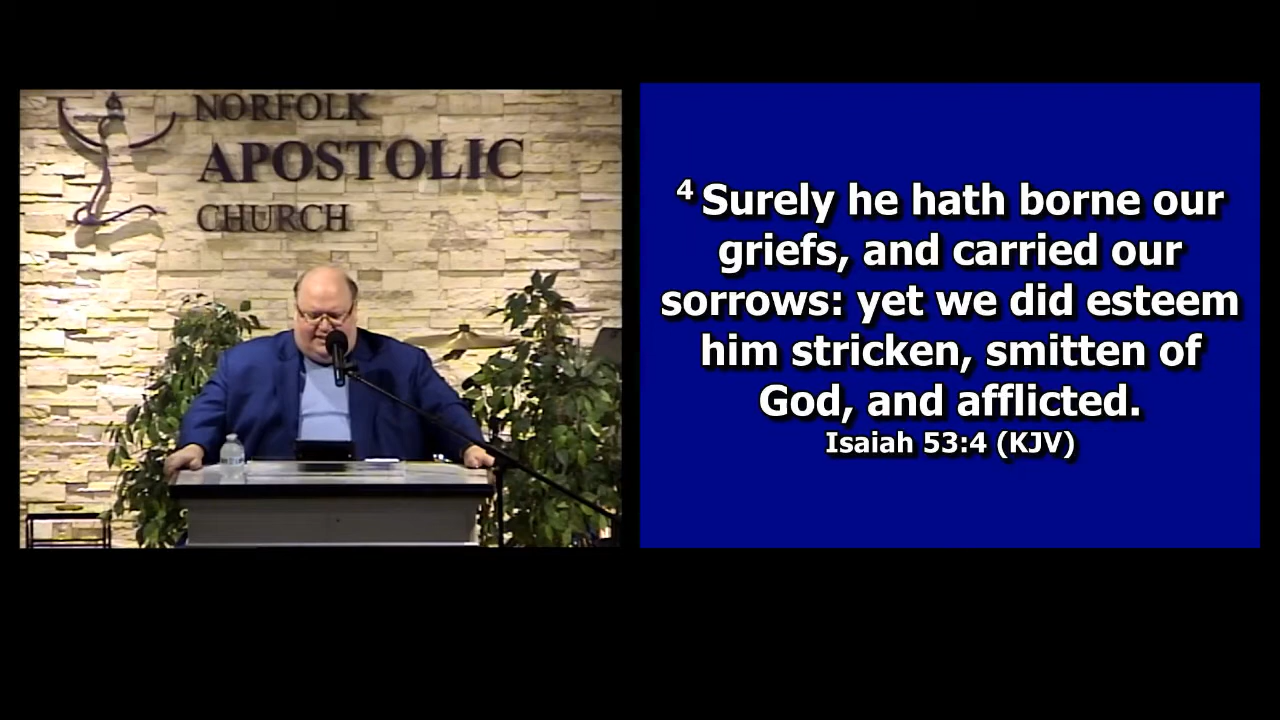 NORFOLK
APOSTOLIC
CHURCH
4 Surely he hath borne our
griefs, and carried our
sorrows: yet we did esteem
him stricken, smitten of
God, and afflicted.
Isaiah 53:4 (KJV)